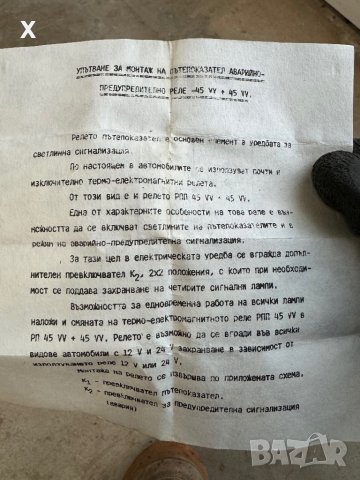 X
УПЪТВАНЕ ЗА МОНТАЖ НА ПЪТЕПОКАЗАТЕЛ АВАРИЙНО-
ПРЕДУПРЕДИТЕЛНО РЕЛЕ -45 VV + 45 VV.
Релето пътепоказател е основен елемент в уредбата за
светлинна сигнализация.
По настоящем в автомобилите се използуват почти и
изключително термо-електромагнитни релета.
От този вид е и релето РПП 45 VV + 45 VV.
Една от характерните особености на това реле е въз-
можността да се включват светлините на пътепоказателите и в
режим на аварийно-предупредителна сигнализация.
За тази цел в електрическата уредба се вгражда допъл-
нителен превключвател К2, 2х2 положения, с които при необходи-
мост се подава захранване на четирите сигнални лампи.
Възможността за едновременна работа на всички лампи
наложи и смяната на термо-електромагнитното реле РПП 45 VV в
РП 45 VV + 45 VV. Релето е възможно да се вгради във всички
видове автомобили с 12 V и 24 V захранване в зависимост от
използуваното реле 12 V или 24 V.
Монтажа на релето се извършва по приложената схема.
К1 - превключвател пътепоказател.
К2 - превключвател за предупредителна сигнализация
(авария)
BAZAR.bg